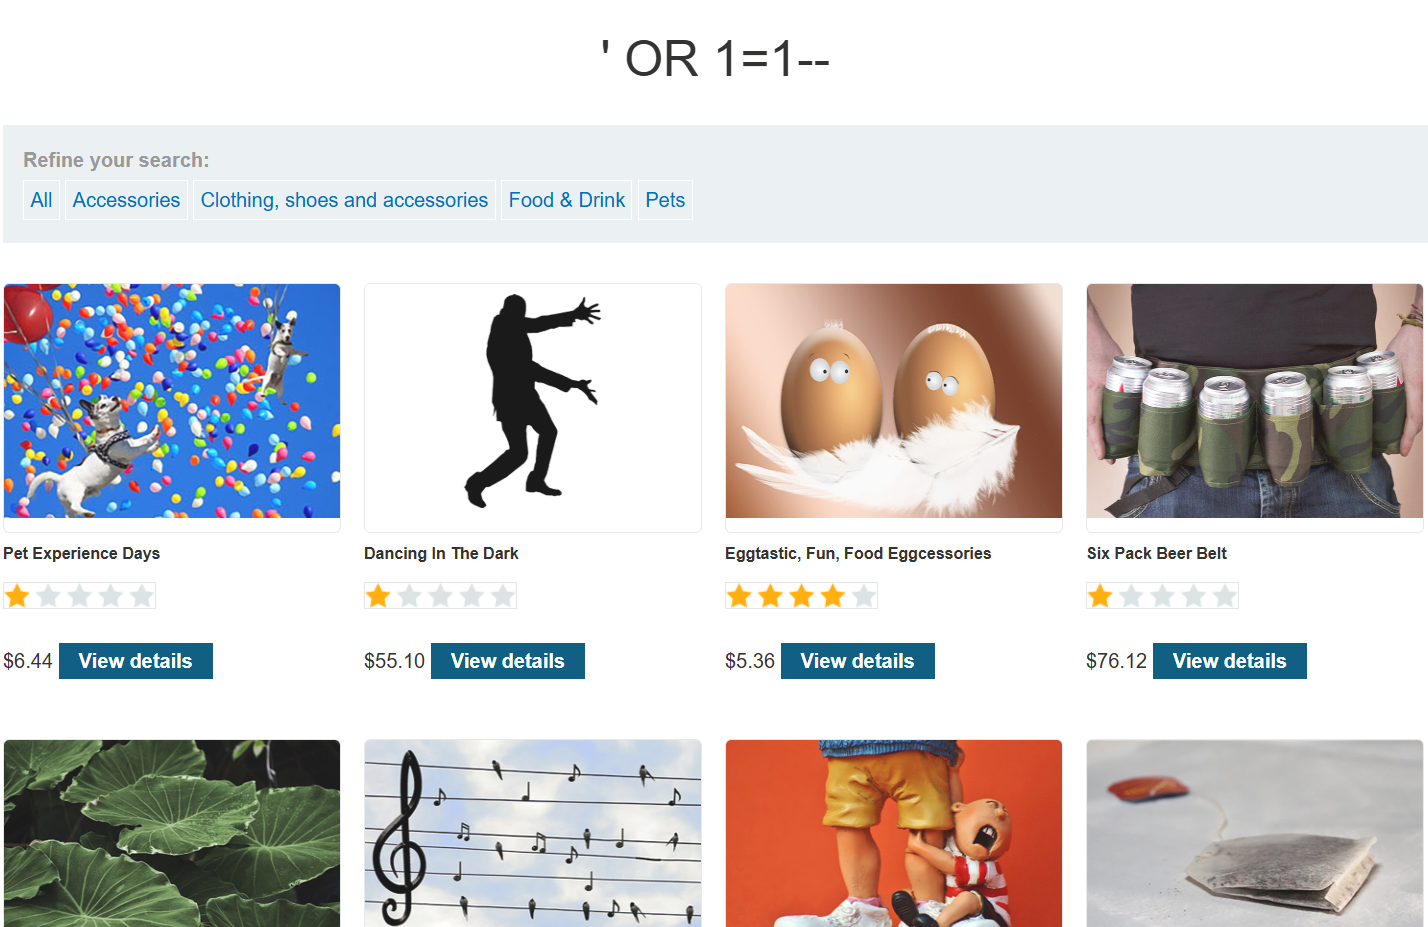 ' OR 1=1--
Refine your search:
All Accessories Clothing, shoes and accessories Food & Drink Pets
Pet Experience Days
Dancing In The Dark
Eggtastic, Fun, Food Eggcessories
Six Pack Beer Belt
$6.44 View details
$55.10 View details
$5.36 View details
$76.12 View details